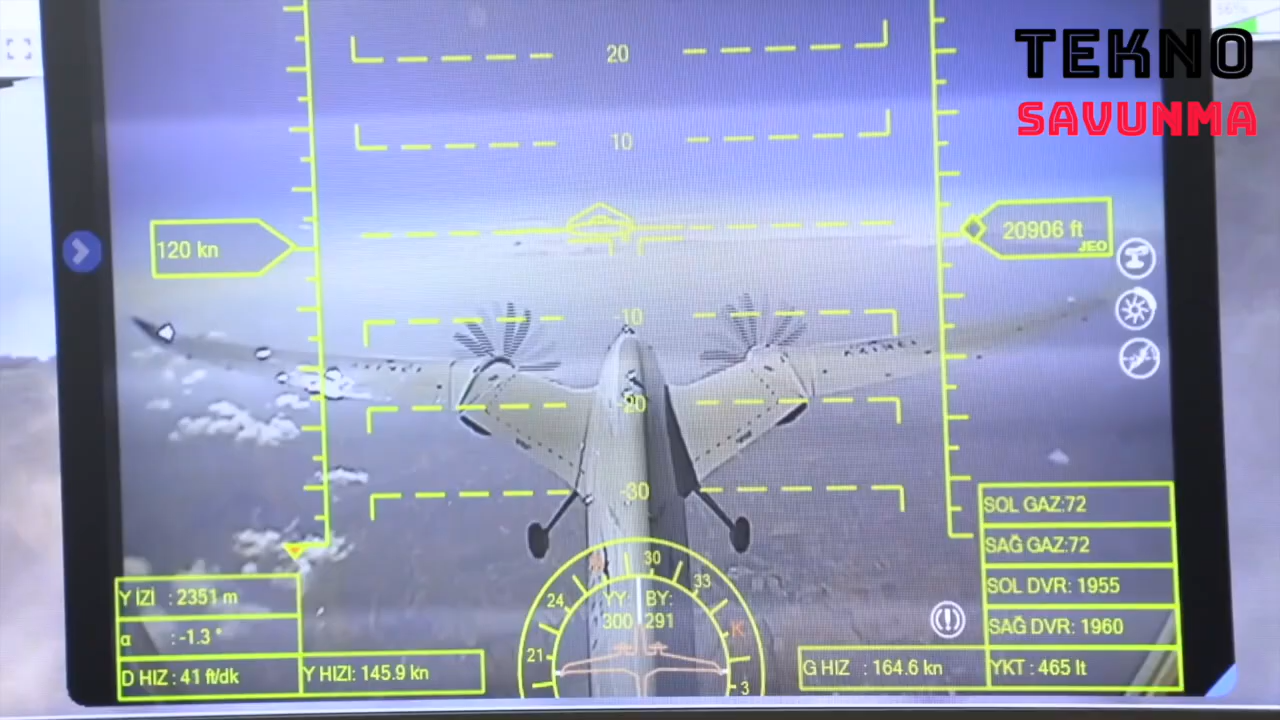 56%
TEKNO
SAVUNMA
20
10
120 kn
20906 ft
JEO
-10
-20
-30
SOL GAZ:72
SAĞ GAZ:72
SOL DVR: 1955
SAĞ DVR: 1960
YKT : 465 lt
Y İZİ : 2351 m
α : -1.3 °
D HIZ : 41 ft/dk
Y HIZI: 145.9 kn
G HIZ : 164.6 kn
21
24
30
33
K
3
YY: BY:
300 291